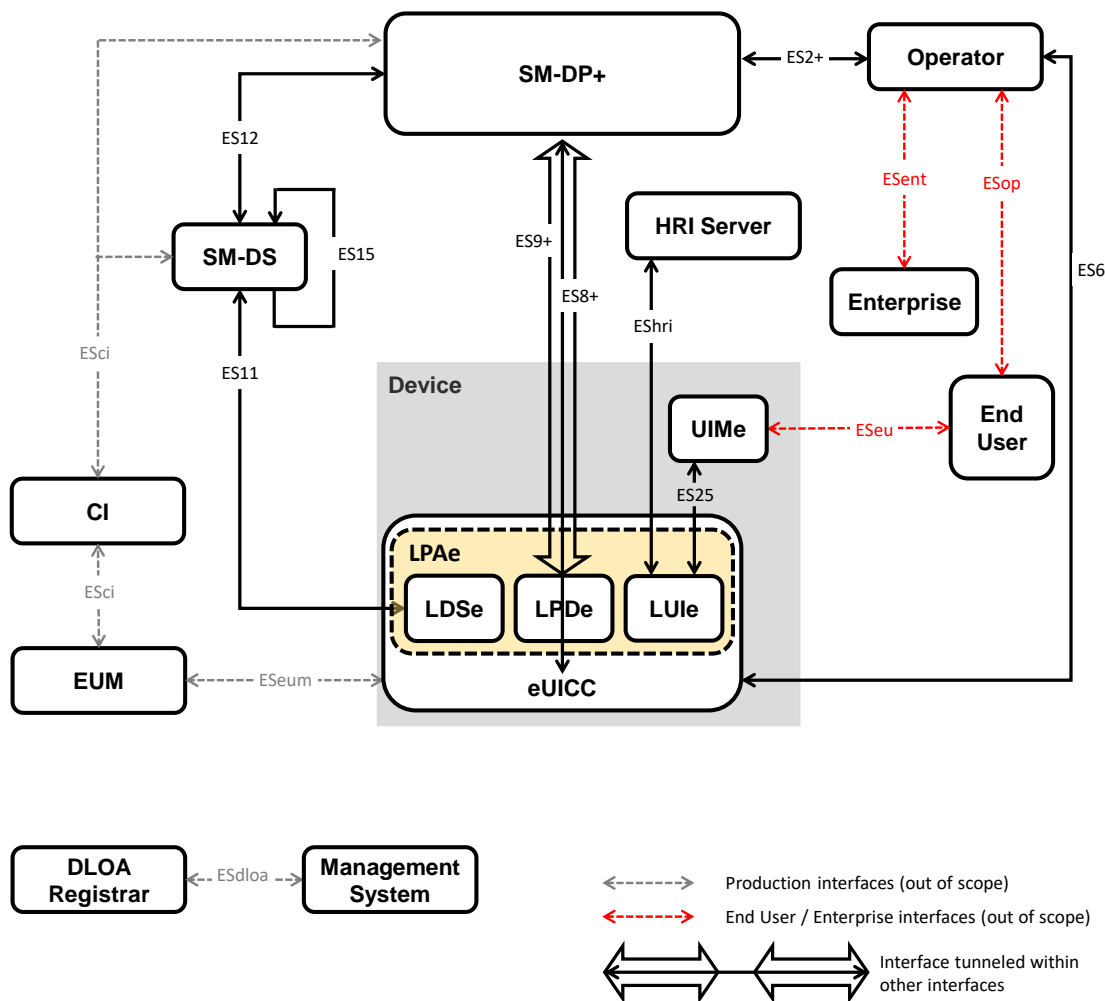 SM-DP+
ES2+
Operator
ES12
ESent
ESop
SM-DS
ES15
ES9+
ES8+
HRI Server
ES6
Enterprise
EShri
ESci
ES11
Device
UIMe
ESeu
End
User
ES25
CI
LPAe
ESci
LDSe
LPDe
LUIe
EUM
ESeum
eUICC
DLOA
Registrar
ESdloa
Management
System
Production interfaces (out of scope)
End User / Enterprise interfaces (out of scope)
Interface tunneled within
other interfaces